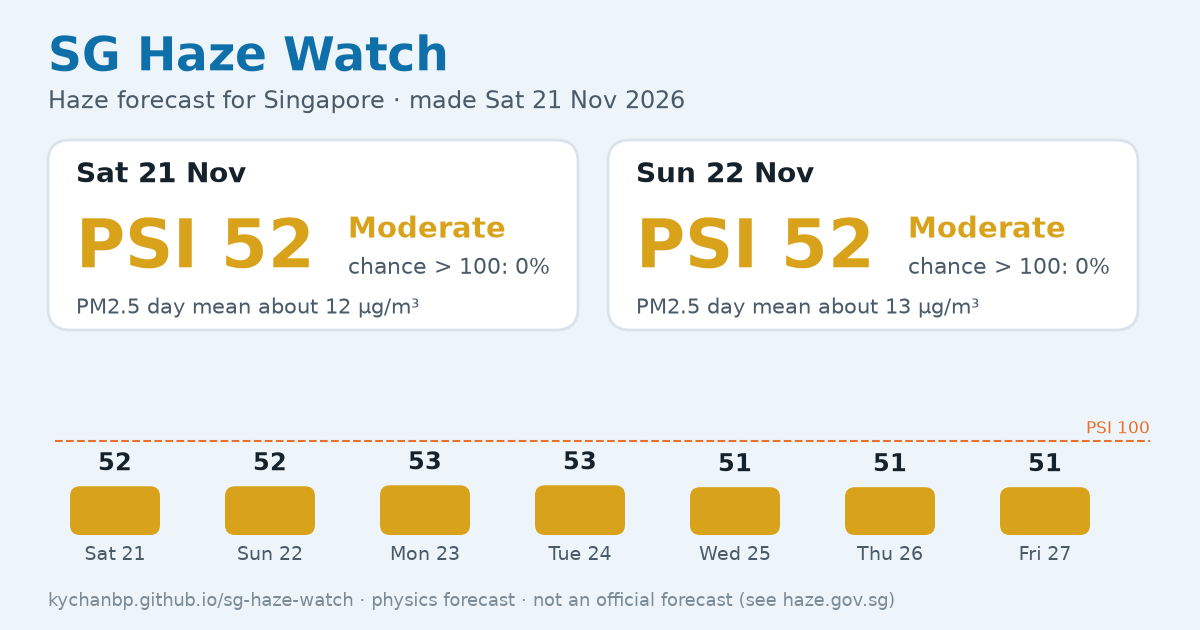 SG Haze Watch
Haze forecast for Singapore · made Sat 21 Nov 2026
Sat 21 Nov
PSI 52
Moderate
chance > 100: 0%
PM2.5 day mean about 12 µg/m³
Sun 22 Nov
PSI 52
Moderate
chance > 100: 0%
PM2.5 day mean about 13 µg/m³
PSI 100
52 52 53 53 51 51 51
Sat 21 Sun 22 Mon 23 Tue 24 Wed 25 Thu 26 Fri 27
kychanbp.github.io/sg-haze-watch · physics forecast · not an official forecast (see haze.gov.sg)